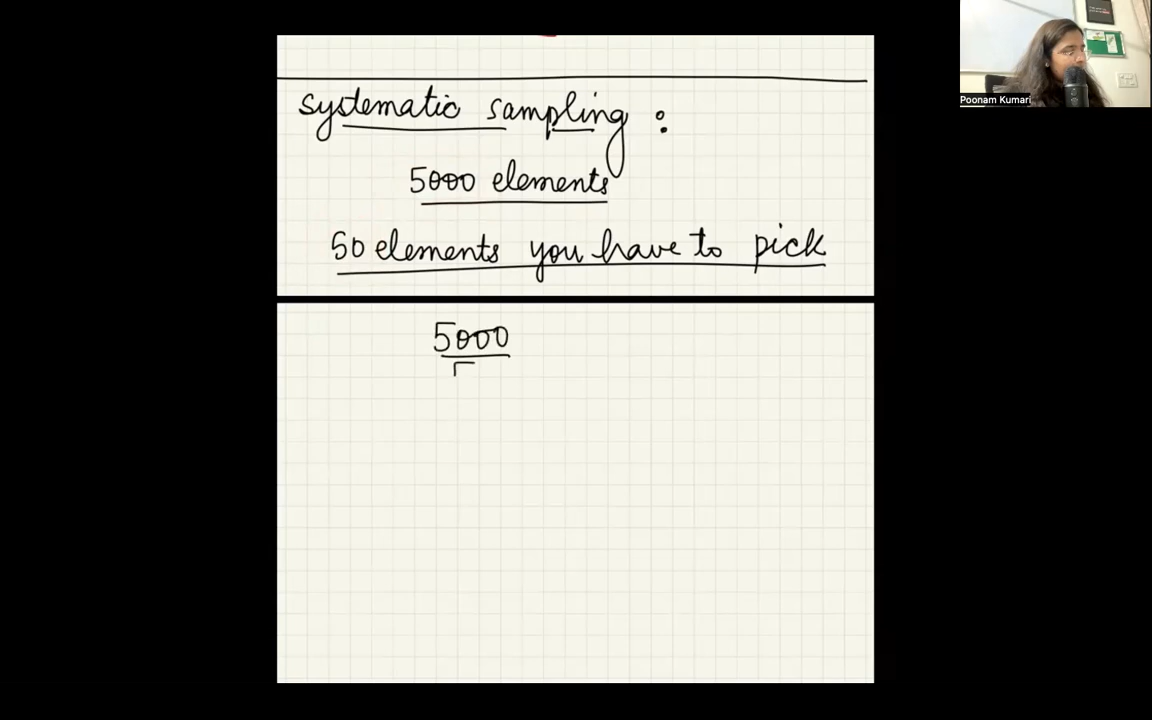 systematic sampling :
5000 elements
50 elements you have to pick
5000
Poonam Kumari